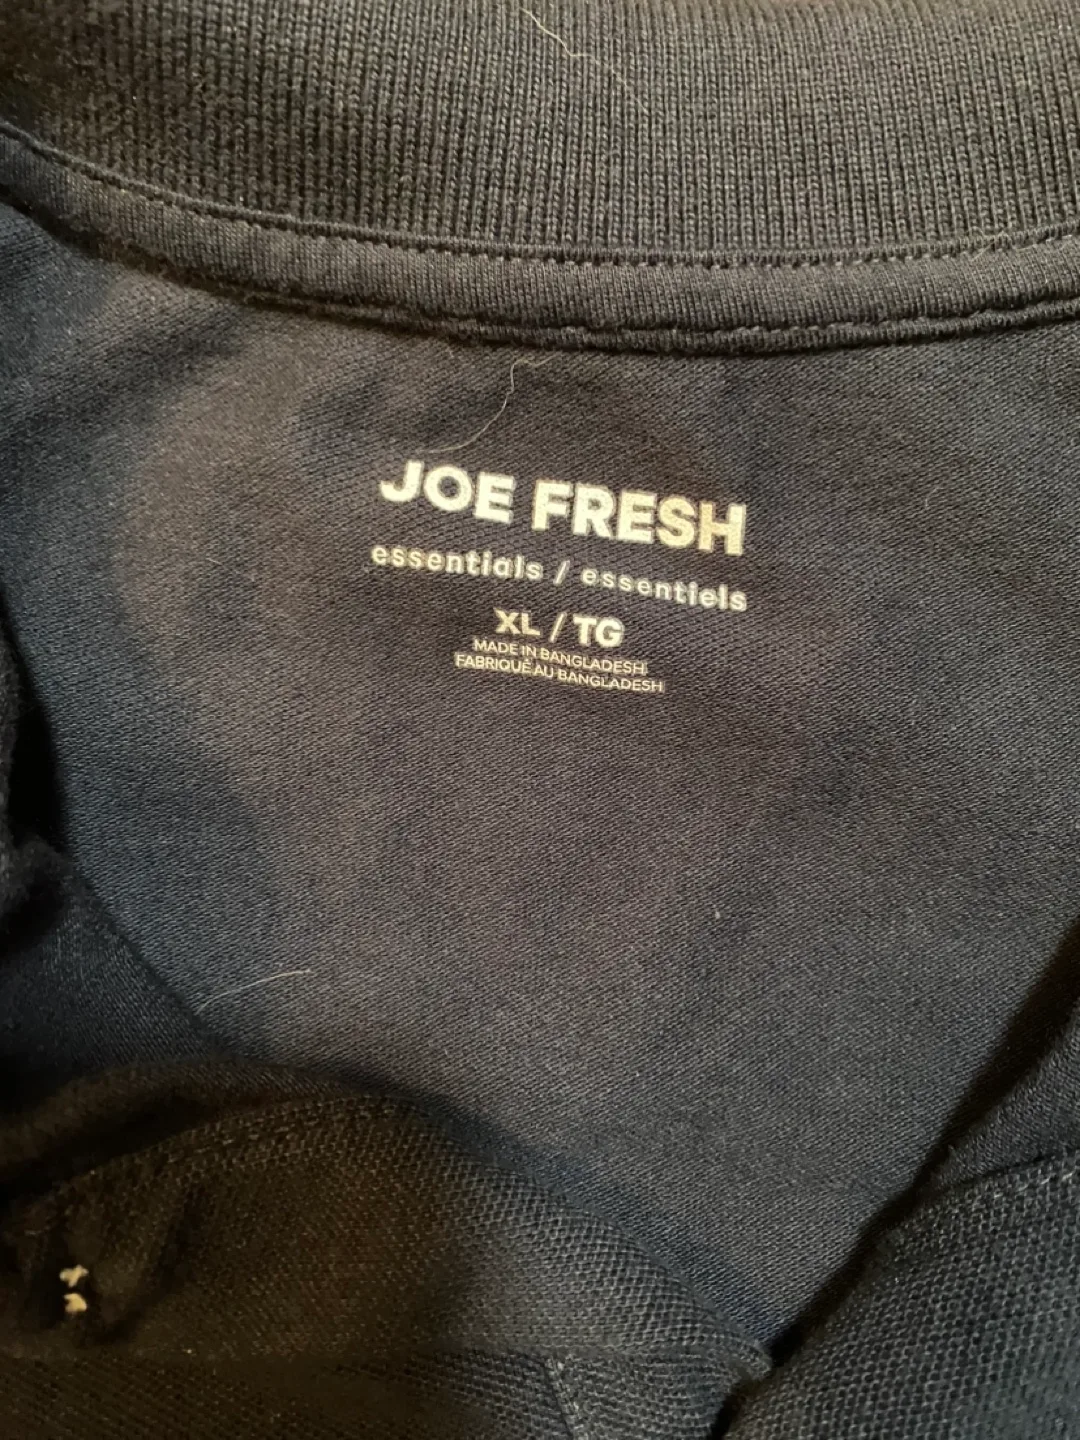 JOE FRESH
essentials / essentiels
XL / TG
MADE IN BANGLADESH
FABRIQUÉ AU BANGLADESH